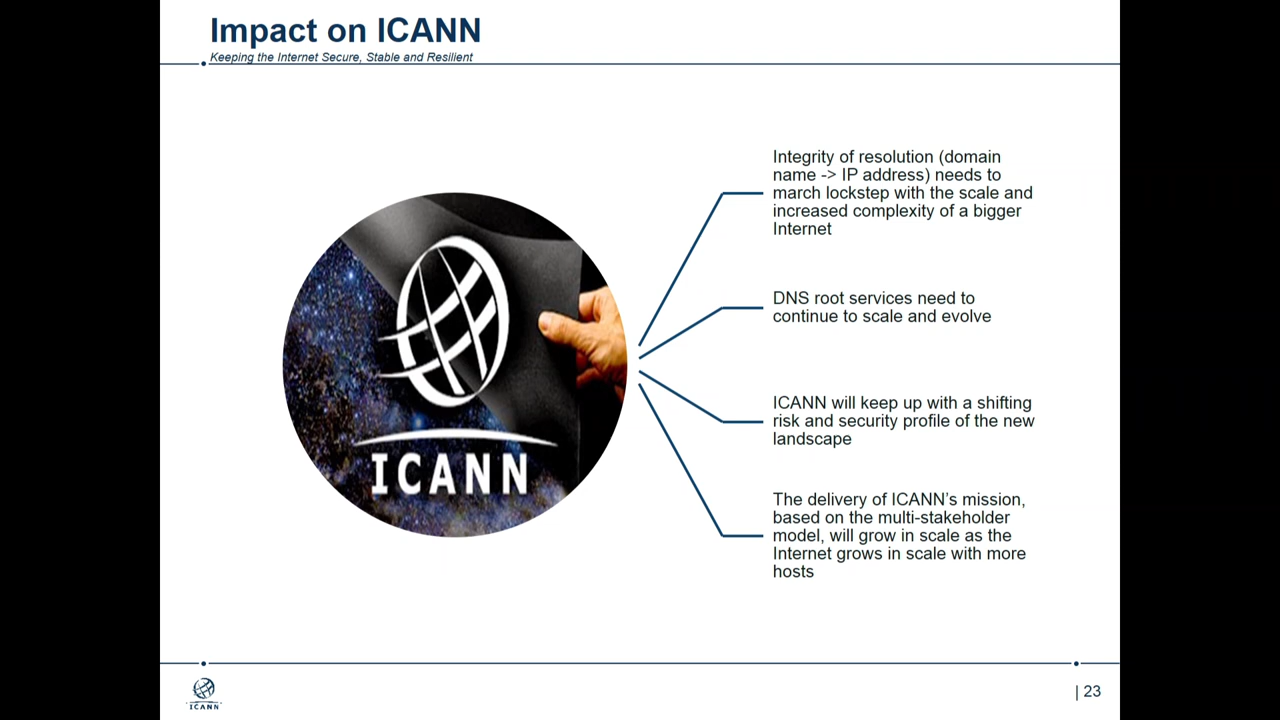 Impact on ICANN
Keeping the Internet Secure, Stable and Resilient
Integrity of resolution (domain
name -> IP address) needs to
march lockstep with the scale and
increased complexity of a bigger
Internet
DNS root services need to
continue to scale and evolve
ICANN
ICANN will keep up with a shifting
risk and security profile of the new
landscape
The delivery of ICANN’s mission,
based on the multi-stakeholder
model, will grow in scale as the
Internet grows in scale with more
hosts
ICANN
| 23